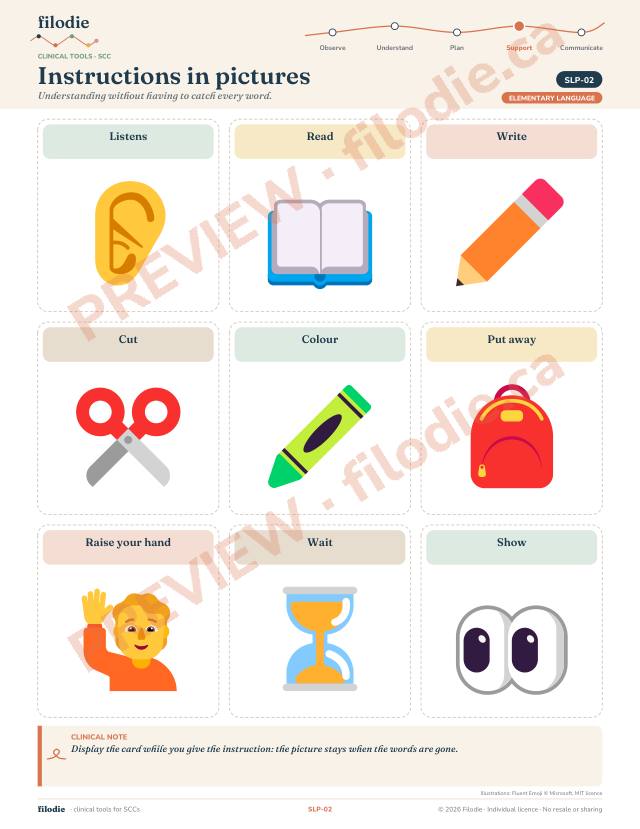 filodie
CLINICAL TOOLS · SCC
Observe Understand Plan Support Communicate
Instructions in pictures
SLP-02
Understanding without having to catch every word.
ELEMENTARY LANGUAGE
Listens Read Write
Cut Colour Put away
Raise your hand Wait Show
PREVIEW · filodie.ca
PREVIEW · filodie.ca
CLINICAL NOTE
Display the card while you give the instruction: the picture stays when the words are gone.
Illustrations: Fluent Emoji © Microsoft, MIT licence
filodie · clinical tools for SCCs SLP-02 © 2026 Filodie · Individual licence · No resale or sharing